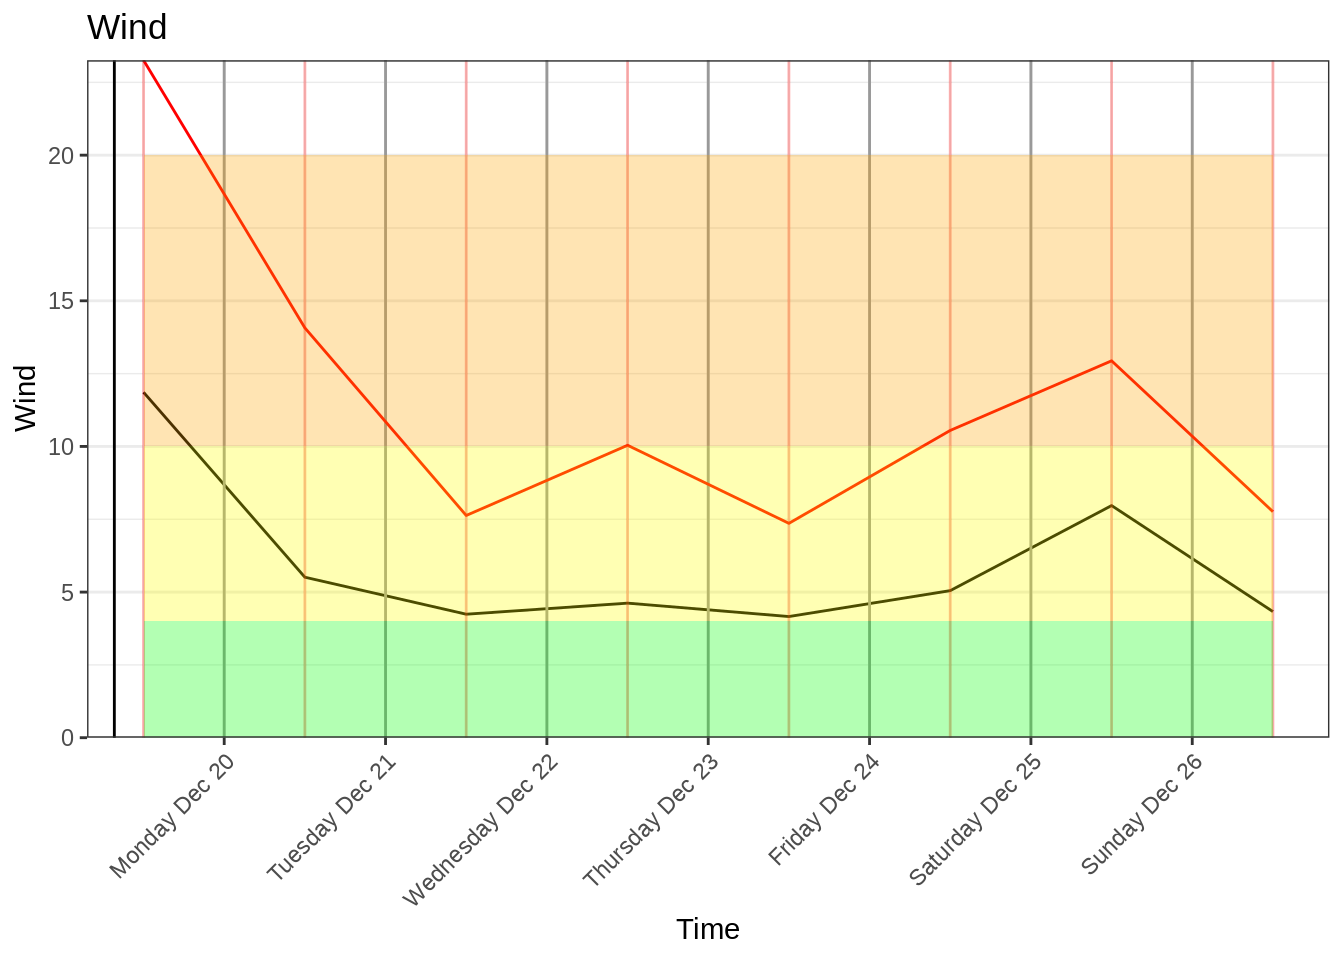 Wind
Wind
20
15
10
5
0
Monday Dec 20
Tuesday Dec 21
Wednesday Dec 22
Thursday Dec 23
Friday Dec 24
Saturday Dec 25
Sunday Dec 26
Time